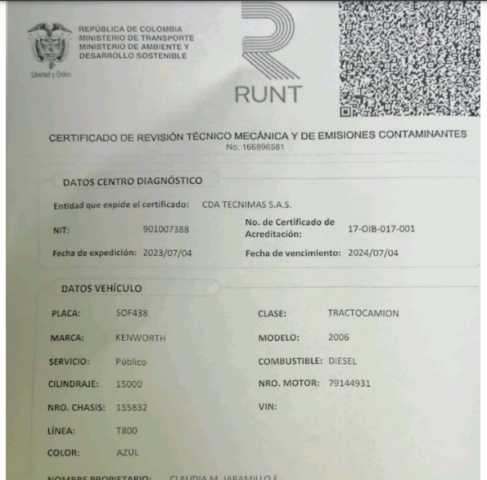 REPÚBLICA DE COLOMBIA
MINISTERIO DE TRANSPORTE
MINISTERIO DE AMBIENTE Y
DESARROLLO SOSTENIBLE
Libertad y Orden
RUNT
CERTIFICADO DE REVISIÓN TÉCNICO MECÁNICA Y DE EMISIONES CONTAMINANTES
No. 166896581
DATOS CENTRO DIAGNÓSTICO
Entidad que expide el certificado: CDA TECNIMAS S.A.S.
NIT: 901007388 No. de Certificado de Acreditación: 17-OIB-017-001
Fecha de expedición: 2023/07/04 Fecha de vencimiento: 2024/07/04
DATOS VEHÍCULO
PLACA: SOF438 CLASE: TRACTOCAMION
MARCA: KENWORTH MODELO: 2006
SERVICIO: Público COMBUSTIBLE: DIESEL
CILINDRAJE: 15000 NRO. MOTOR: 79144931
NRO. CHASIS: 155832 VIN:
LÍNEA: T800
COLOR: AZUL
NOMBRE PROPIETARIO: CLAUDIA M. JARAMILLO